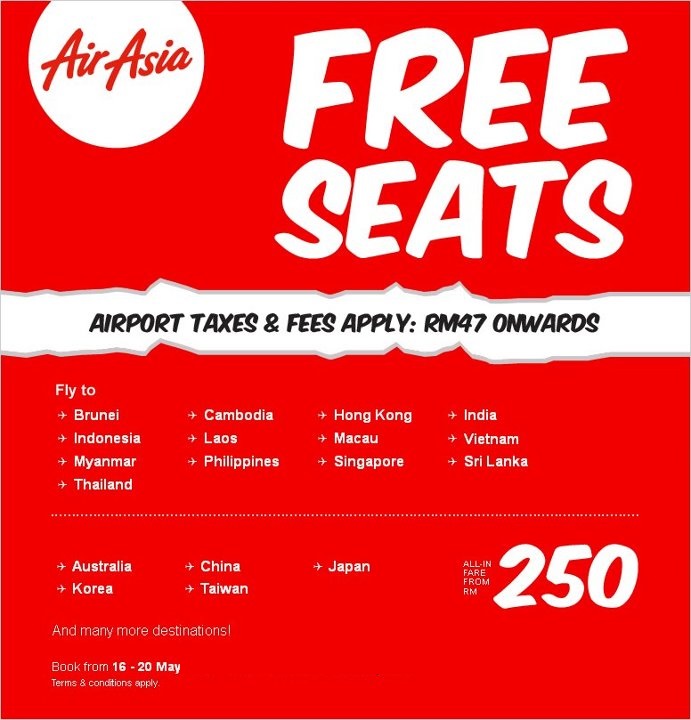 AirAsia
FREE
SEATS
AIRPORT TAXES & FEES APPLY: RM47 ONWARDS
Fly to
Brunei Cambodia Hong Kong India
Indonesia Laos Macau Vietnam
Myanmar Philippines Singapore Sri Lanka
Thailand
Australia China Japan
Korea Taiwan
ALL-IN
FARE
FROM
RM
250
And many more destinations!
Book from 16 - 20 May
Terms & conditions apply.